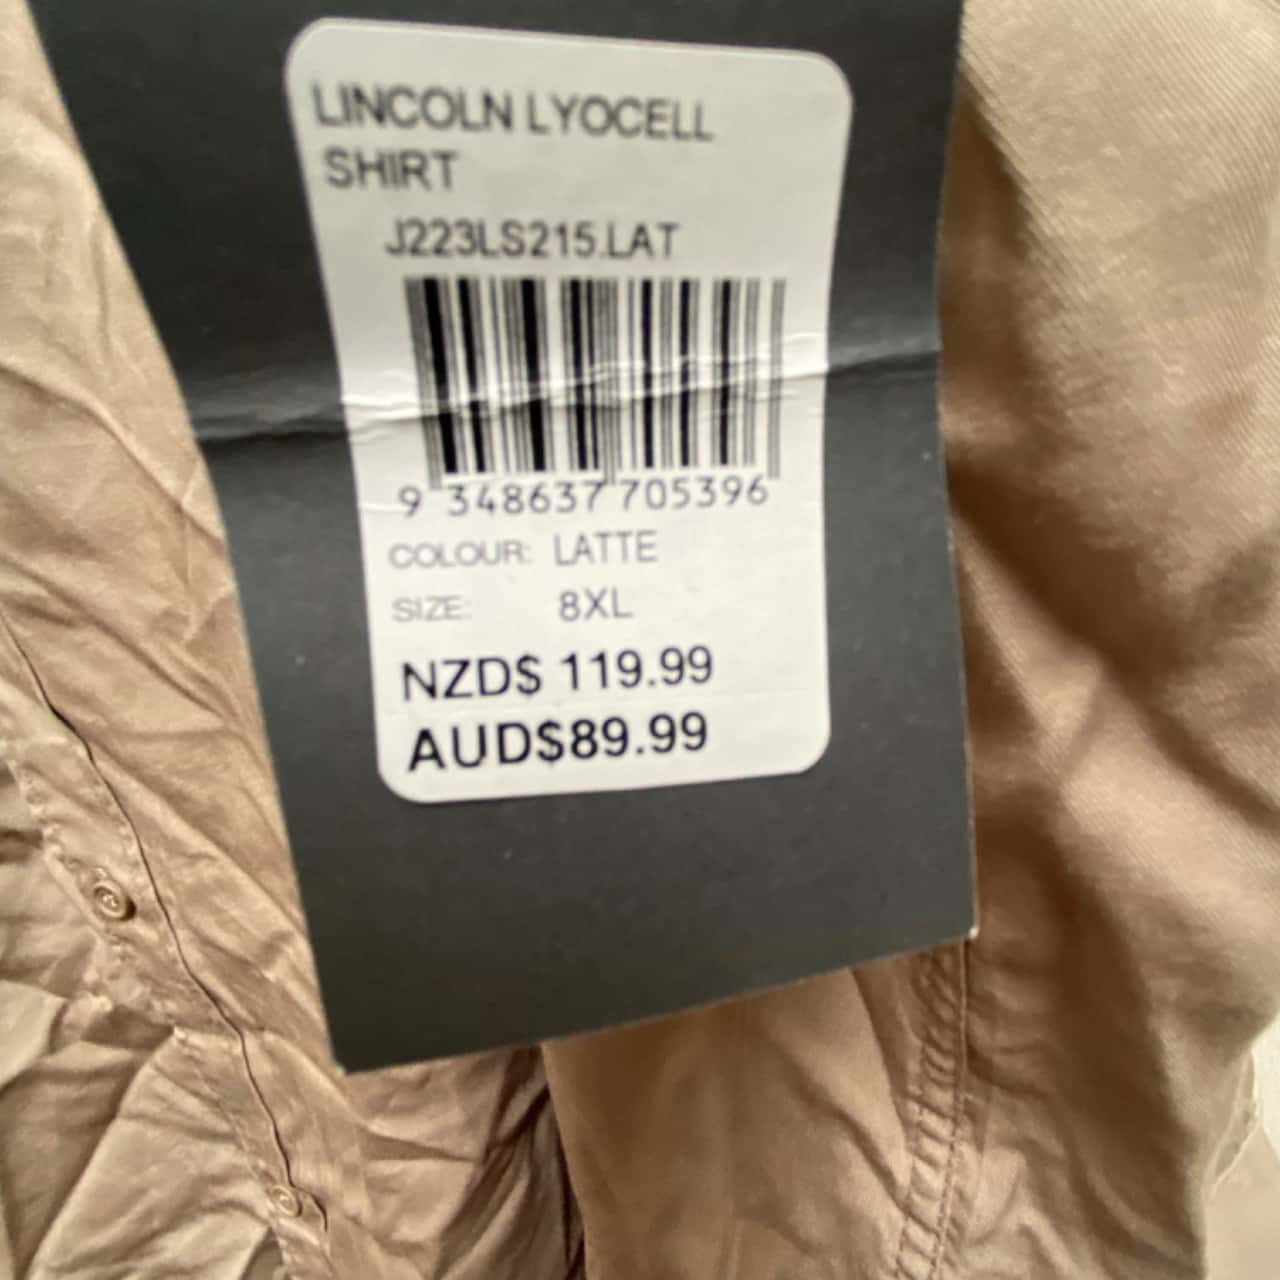 LINCOLN LYOCELL
SHIRT
J223LS215.LAT
9 348637 705396
COLOUR: LATTE
SIZE: 8XL
NZD$ 119.99
AUD$89.99